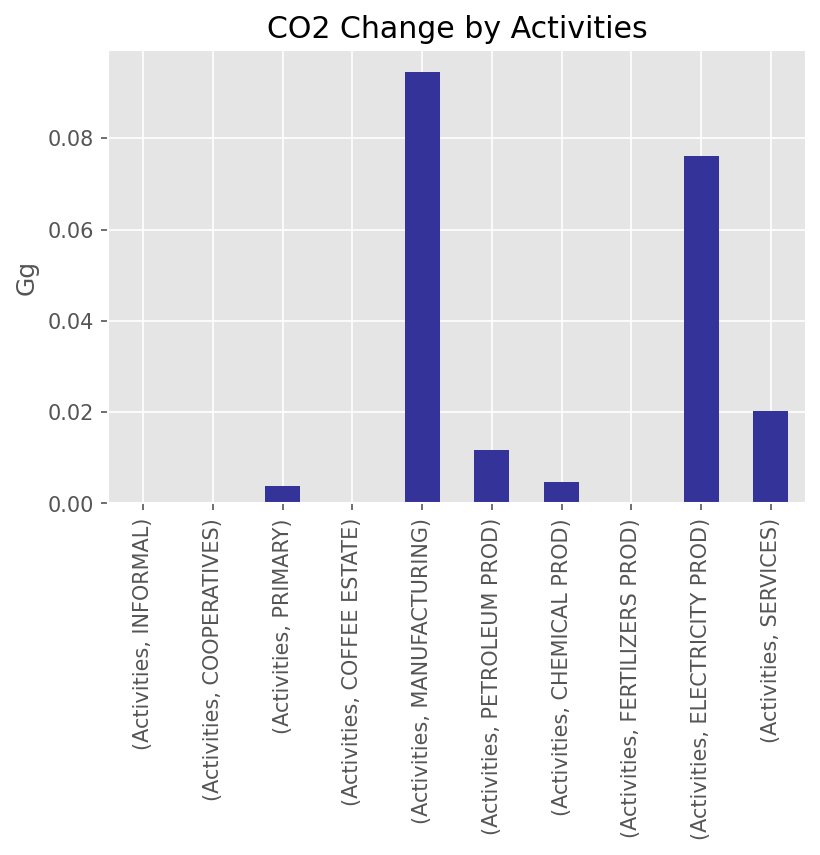 CO2 Change by Activities
Gg
0.08
0.06
0.04
0.02
0.00
(Activities, INFORMAL)
(Activities, COOPERATIVES)
(Activities, PRIMARY)
(Activities, COFFEE ESTATE)
(Activities, MANUFACTURING)
(Activities, PETROLEUM PROD)
(Activities, CHEMICAL PROD)
(Activities, FERTILIZERS PROD)
(Activities, ELECTRICITY PROD)
(Activities, SERVICES)